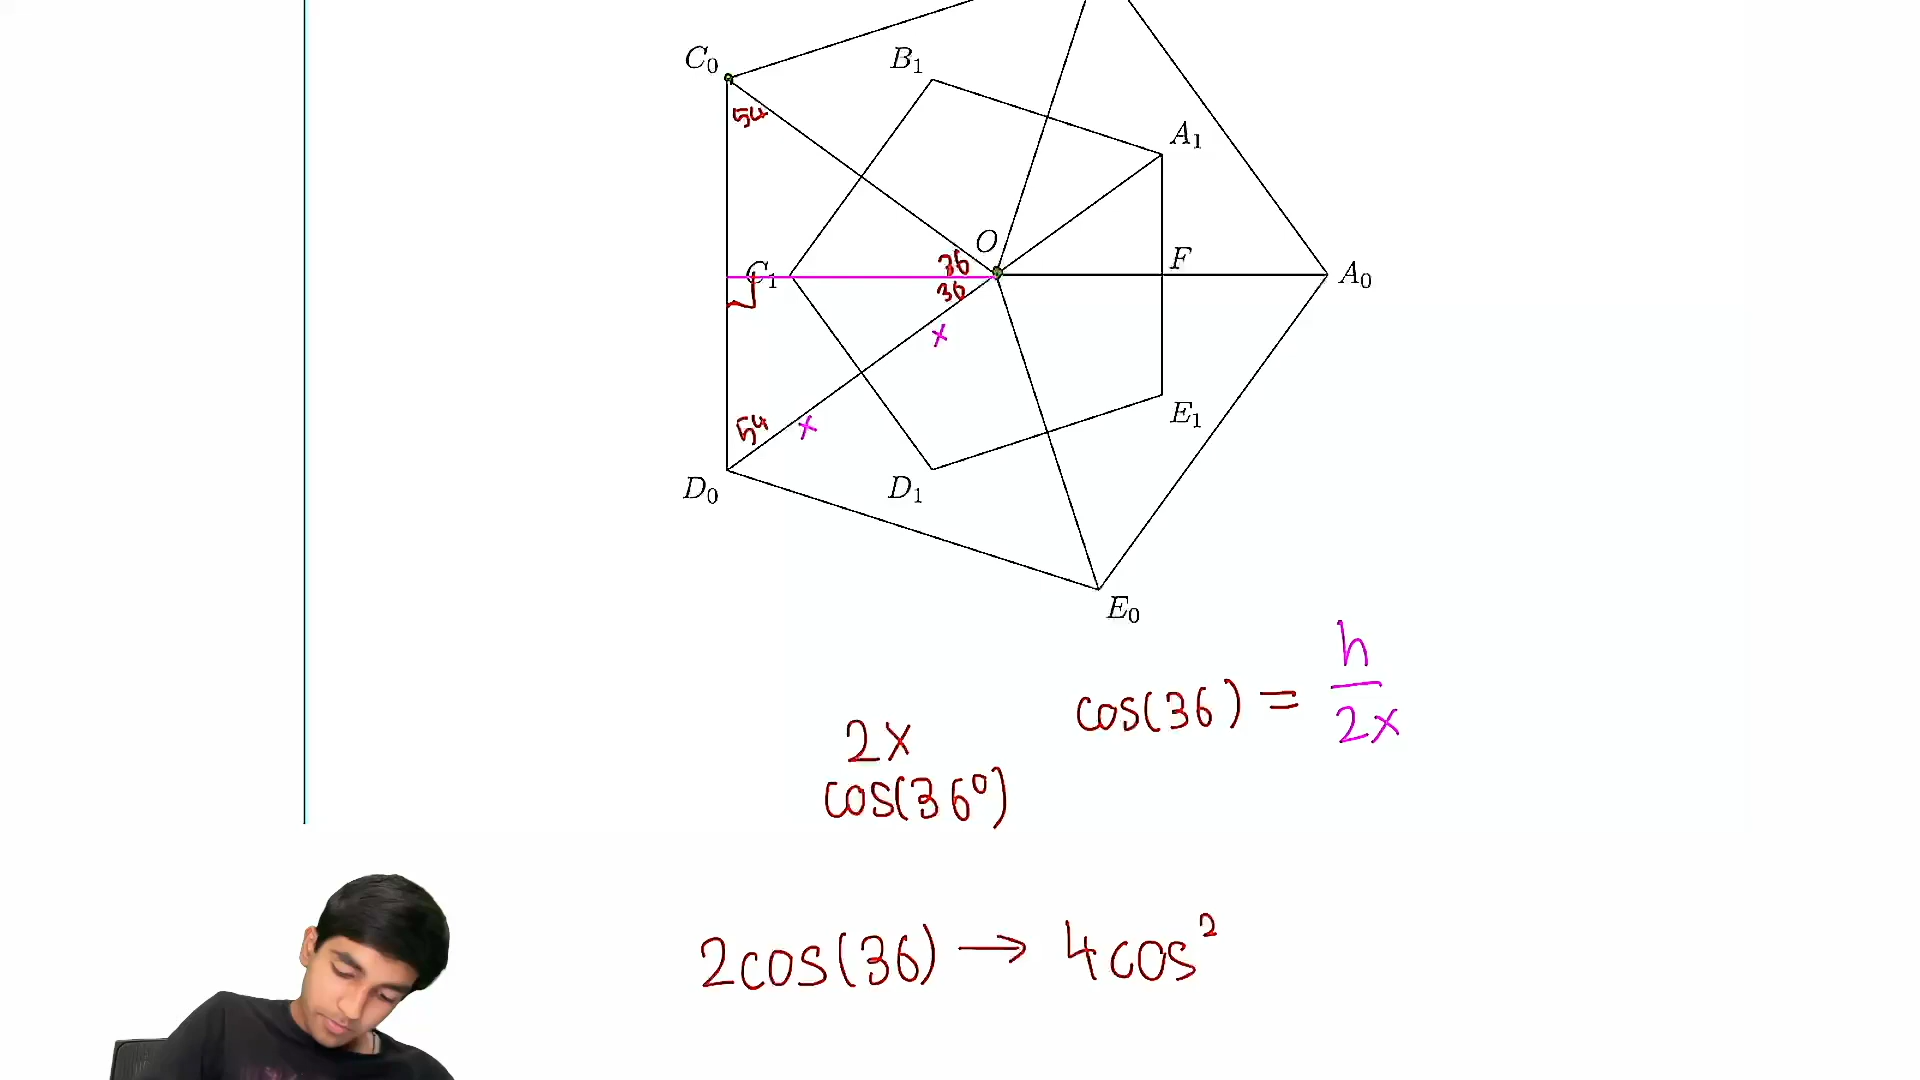 C₀
B₁
54
A₁
O
36
F
C₁
A₀
36
x
54
x
E₁
D₀
D₁
E₀
cos(36) = h/2x
2x
cos(36°)
2cos(36) → 4cos²